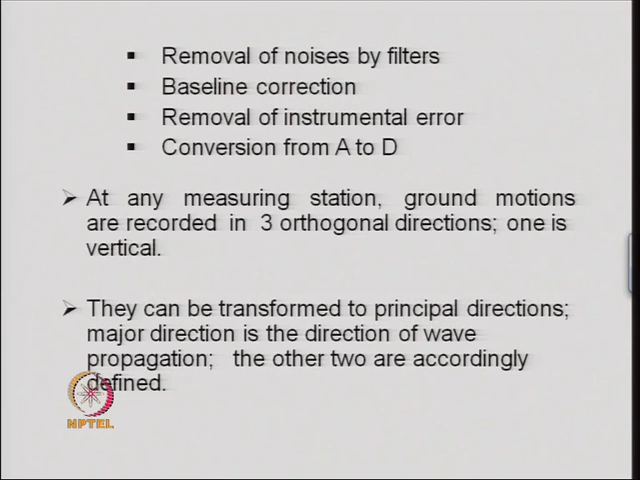 Removal of noises by filters
Baseline correction
Removal of instrumental error
Conversion from A to D
At any measuring station, ground motions
are recorded in 3 orthogonal directions; one is
vertical.
They can be transformed to principal directions;
major direction is the direction of wave
propagation; the other two are accordingly
defined.
NPTEL